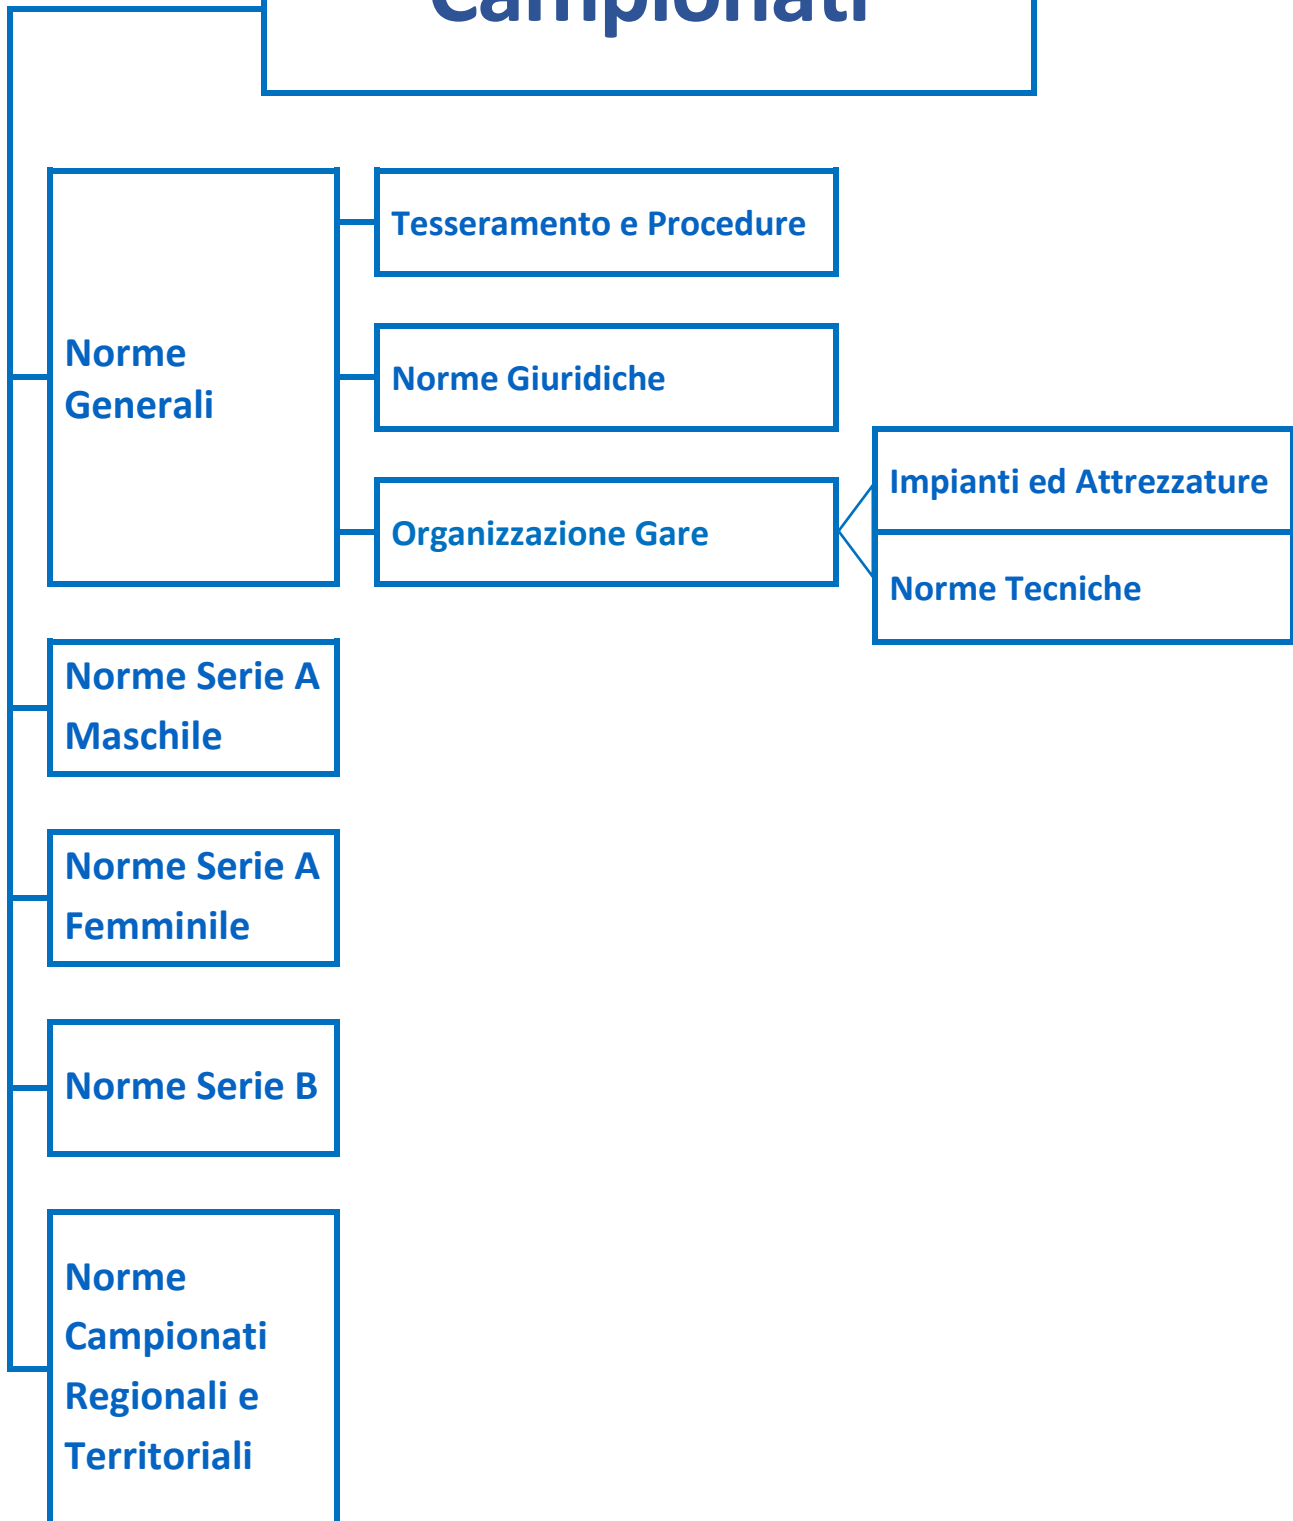 Campionati
Tesseramento e Procedure
Norme
Generali
Norme Giuridiche
Organizzazione Gare
Impianti ed Attrezzature
Norme Tecniche
Norme Serie A
Maschile
Norme Serie A
Femminile
Norme Serie B
Norme
Campionati
Regionali e
Territoriali